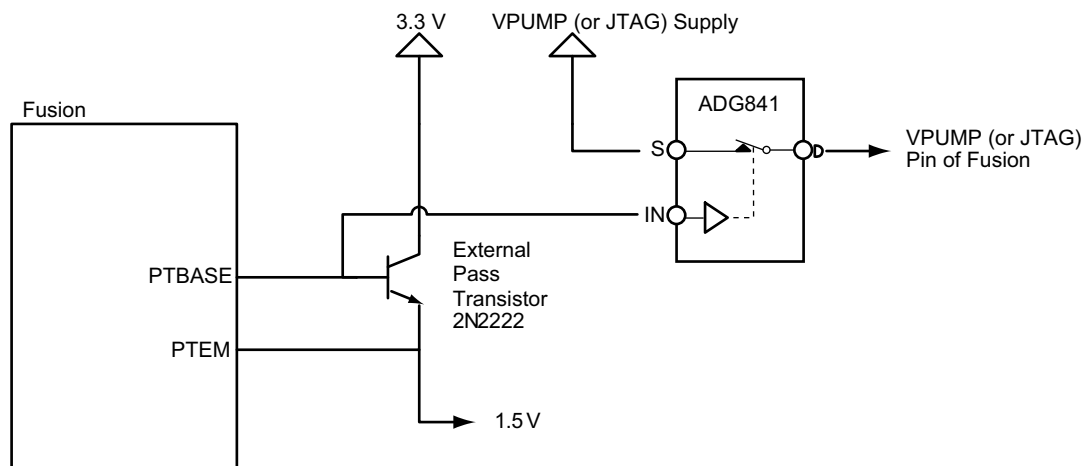 3.3 V
VPUMP (or JTAG) Supply
Fusion
ADG841
S
D
VPUMP (or JTAG)
Pin of Fusion
IN
PTBASE
External
Pass
Transistor
2N2222
PTEM
1.5 V